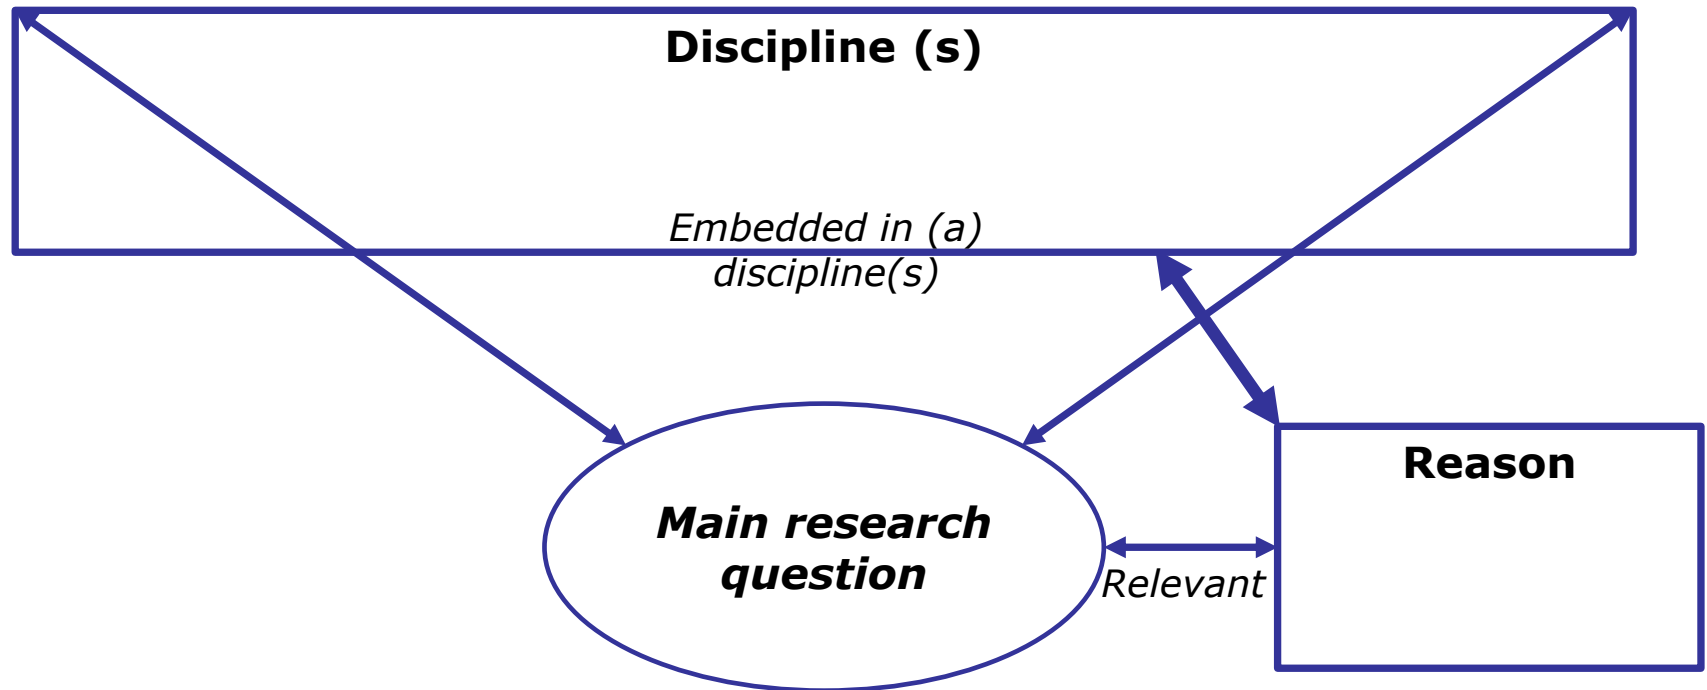 Discipline (s)
Embedded in (a)
discipline(s)
Reason
Main research
question
Relevant